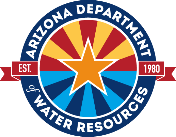 ARIZONA DEPARTMENT
EST. 1980
of
WATER RESOURCES